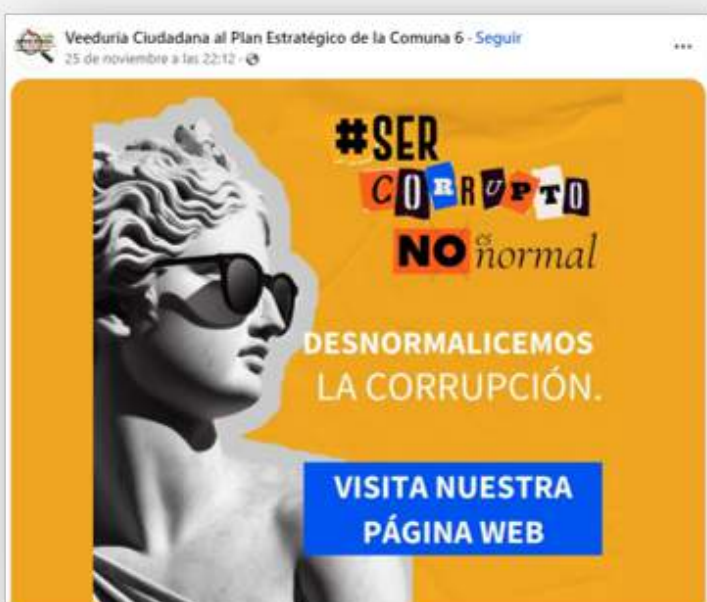 Veeduría Ciudadana al Plan Estratégico de la Comuna 6 · Seguir
25 de noviembre a las 22:12 ·
#SER
CORRUPTO
NO es normal
DESNORMALICEMOS
LA CORRUPCIÓN.
VISITA NUESTRA
PÁGINA WEB